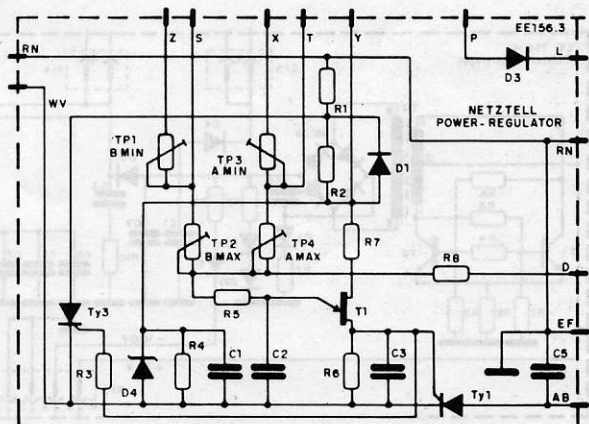 EE156.3
Z S X T Y P L
RN
D3
WV
R1
NETZTELL
POWER-REGULATOR
TP1
B MIN
TP3
A MIN
RN
R2
D1
TP2
B MAX
TP4
A MAX
R7
R8
D
Ty3
R5
T1
EF
R3
D4
R4
C1
C2
R6
C3
Ty1
C5
AB